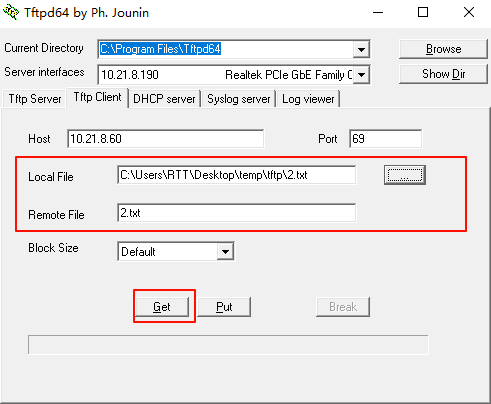 Tftpd64 by Ph. Jounin
Current Directory C:\Program Files\Tftpd64 Browse
Server interfaces 10.21.8.190 Realtek PCIe GbE Family C Show Dir
Tftp Server Tftp Client DHCP server Syslog server Log viewer
Host 10.21.8.60 Port 69
Local File C:\Users\RTT\Desktop\temp\tftp\2.txt ...
Remote File 2.txt
Block Size Default
Get Put Break